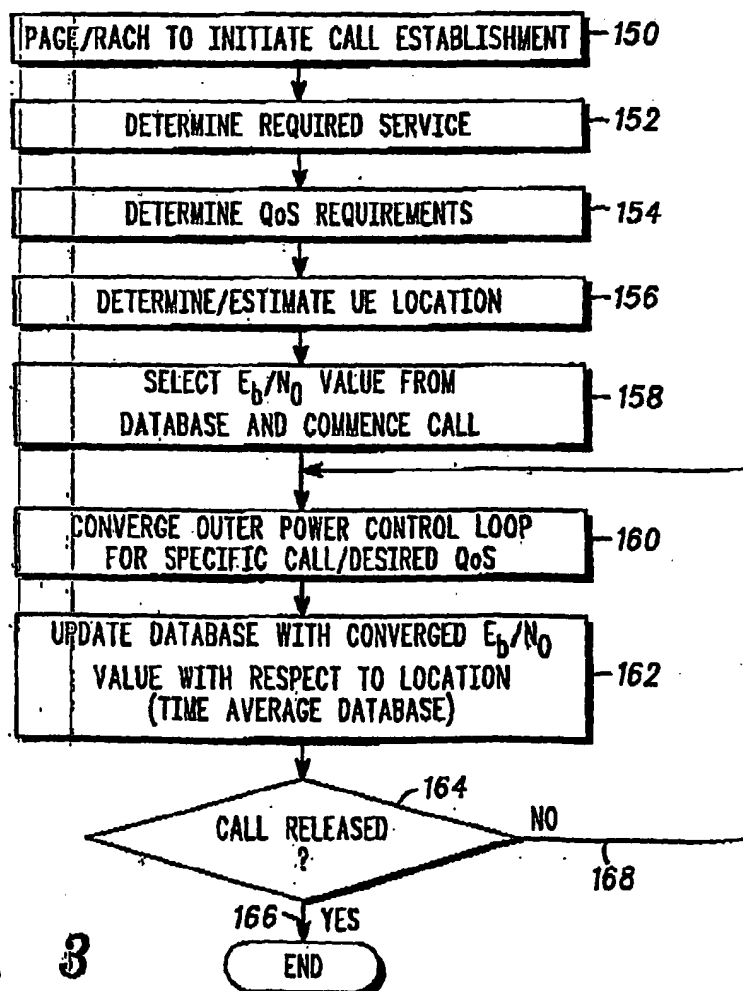 PAGE/RACH TO INITIATE CALL ESTABLISHMENT 150
DETERMINE REQUIRED SERVICE 152
DETERMINE QoS REQUIREMENTS 154
DETERMINE/ESTIMATE UE LOCATION 156
SELECT Eb/N0 VALUE FROM
DATABASE AND COMMENCE CALL 158
CONVERGE OUTER POWER CONTROL LOOP
FOR SPECIFIC CALL/DESIRED QoS 160
UPDATE DATABASE WITH CONVERGED Eb/N0
VALUE WITH RESPECT TO LOCATION 162
(TIME AVERAGE DATABASE)
164
CALL RELEASED NO
?
168
166 YES
END
3